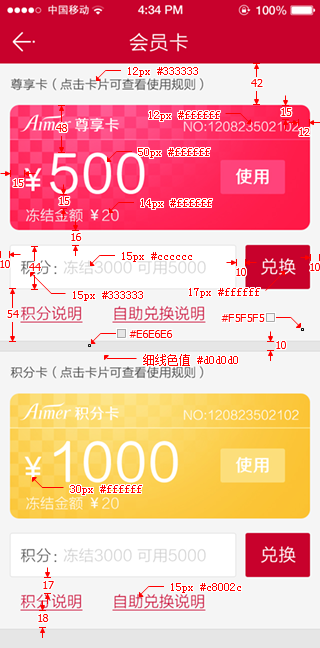 中国移动 4:34 PM 100%
会员卡
12px #333333
尊享卡（点击卡片可查看使用规则）
42
15
12px #ffffff
Aimer 尊享卡 NO:120823502102
12
48
50px #ffffff
15
¥500 使用
15
14px #ffffff
冻结金额 ¥20
16
15px #cccccc
10 10 10
积分：冻结3000 可用5000 兑换
44
15px #333333 17px #ffffff
54
积分说明 自助兑换说明 #F5F5F5
#E6E6E6
10
细线色值 #d0d0d0
积分卡（点击卡片可查看使用规则）
Aimer 积分卡 NO:120823502102
¥1000 使用
30px #ffffff
冻结金额 ¥20
积分：冻结3000 可用5000 兑换
17
15px #c8002c
积分说明 自助兑换说明
18